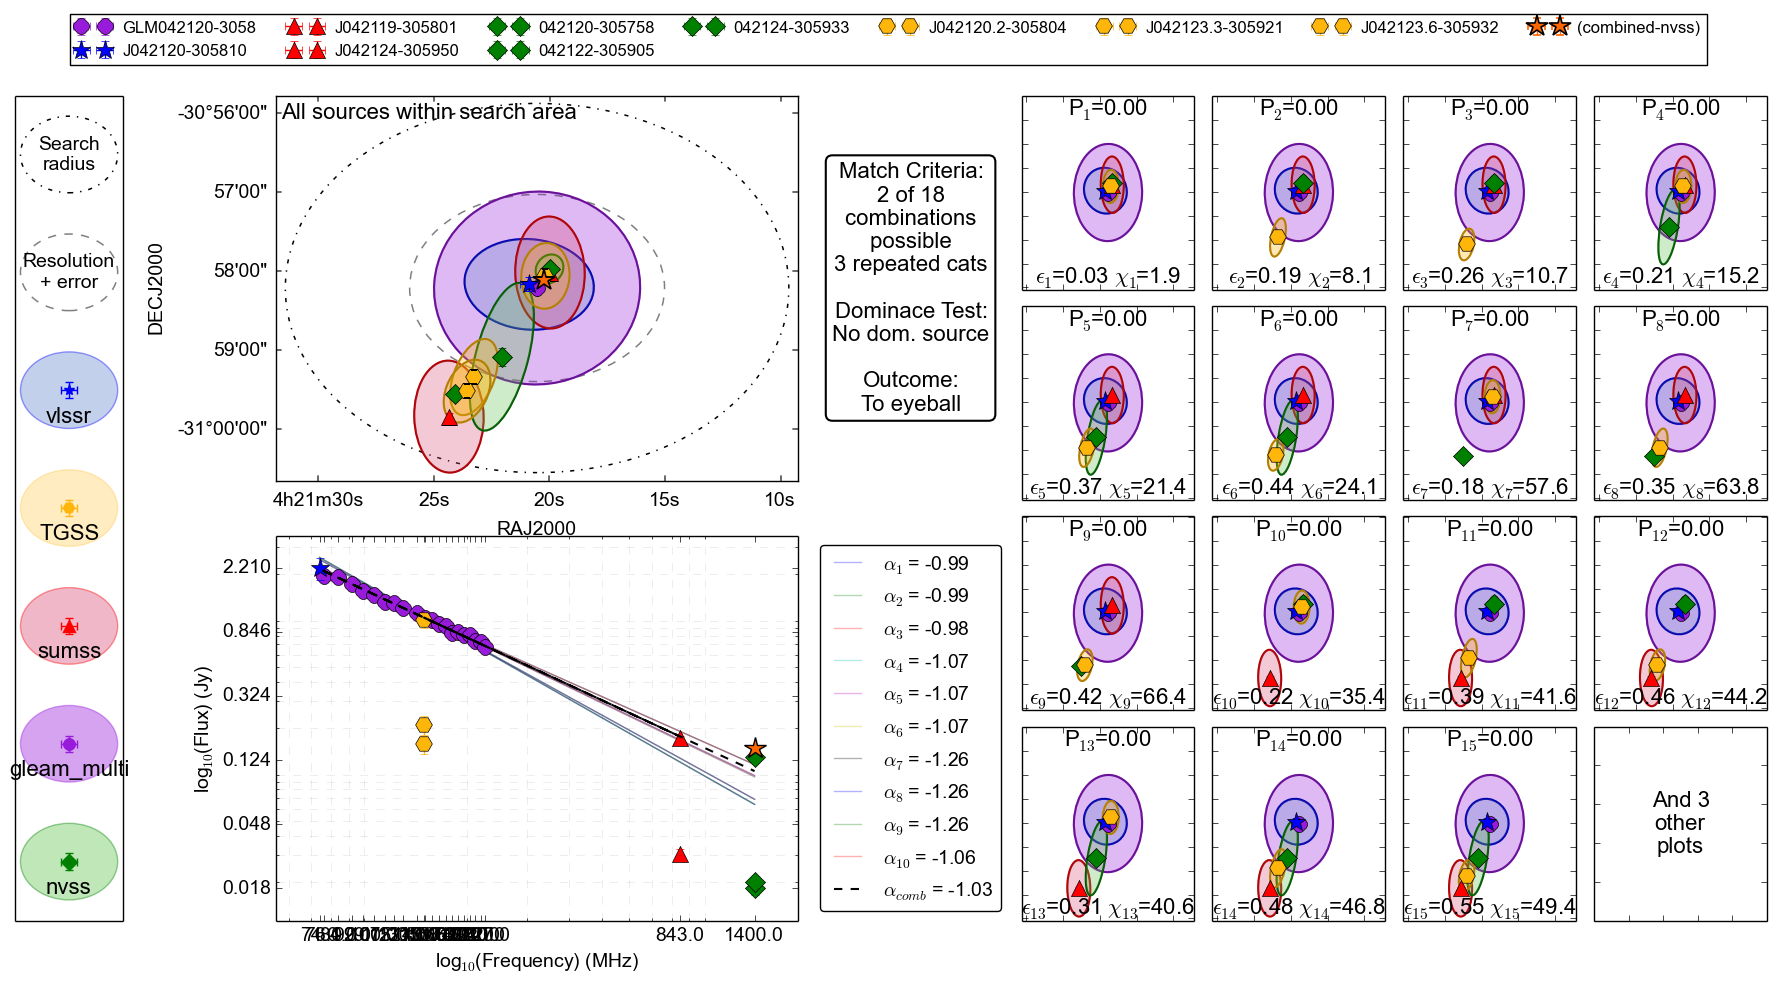 GLM042120-3058
J042119-305801
042120-305758
042124-305933
J042120.2-305804
J042123.3-305921
J042123.6-305932
(combined-nvss)
J042120-305810
J042124-305950
042122-305905
Search
radius
Resolution
+ error
vlssr
TGSS
sumss
gleam_multi
nvss
All sources within search area
DECJ2000
-30°56'00"
57'00"
58'00"
59'00"
-31°00'00"
4h21m30s
25s
20s
15s
10s
RAJ2000
Match Criteria:
2 of 18
combinations
possible
3 repeated cats
Dominace Test:
No dom. source
Outcome:
To eyeball
log₁₀(Flux) (Jy)
2.210
0.846
0.324
0.124
0.048
0.018
843.0
1400.0
log₁₀(Frequency) (MHz)
α₁ = -0.99
α₂ = -0.99
α₃ = -0.98
α₄ = -1.07
α₅ = -1.07
α₆ = -1.07
α₇ = -1.26
α₈ = -1.26
α₉ = -1.26
α₁₀ = -1.06
α_comb = -1.03
P₁=0.00
ϵ₁=0.03 χ₁=1.9
P₂=0.00
ϵ₂=0.19 χ₂=8.1
P₃=0.00
ϵ₃=0.26 χ₃=10.7
P₄=0.00
ϵ₄=0.21 χ₄=15.2
P₅=0.00
ϵ₅=0.37 χ₅=21.4
P₆=0.00
ϵ₆=0.44 χ₆=24.1
P₇=0.00
ϵ₇=0.18 χ₇=57.6
P₈=0.00
ϵ₈=0.35 χ₈=63.8
P₉=0.00
ϵ₉=0.42 χ₉=66.4
P₁₀=0.00
ϵ₁₀=0.22 χ₁₀=35.4
P₁₁=0.00
ϵ₁₁=0.39 χ₁₁=41.6
P₁₂=0.00
ϵ₁₂=0.46 χ₁₂=44.2
P₁₃=0.00
ϵ₁₃=0.31 χ₁₃=40.6
P₁₄=0.00
ϵ₁₄=0.48 χ₁₄=46.8
P₁₅=0.00
ϵ₁₅=0.55 χ₁₅=49.4
And 3
other
plots